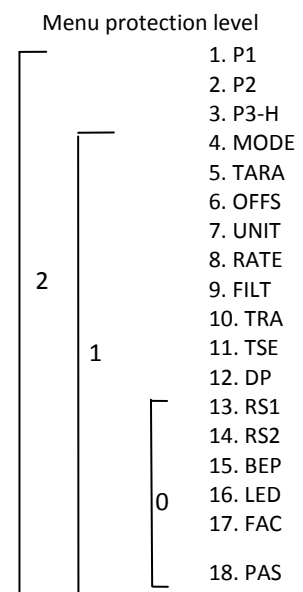 Menu protection level
1. P1
2. P2
3. P3-H
4. MODE
5. TARA
6. OFFS
7. UNIT
8. RATE
2
9. FILT
10. TRA
1
11. TSE
12. DP
13. RS1
14. RS2
15. BEP
0
16. LED
17. FAC
18. PAS